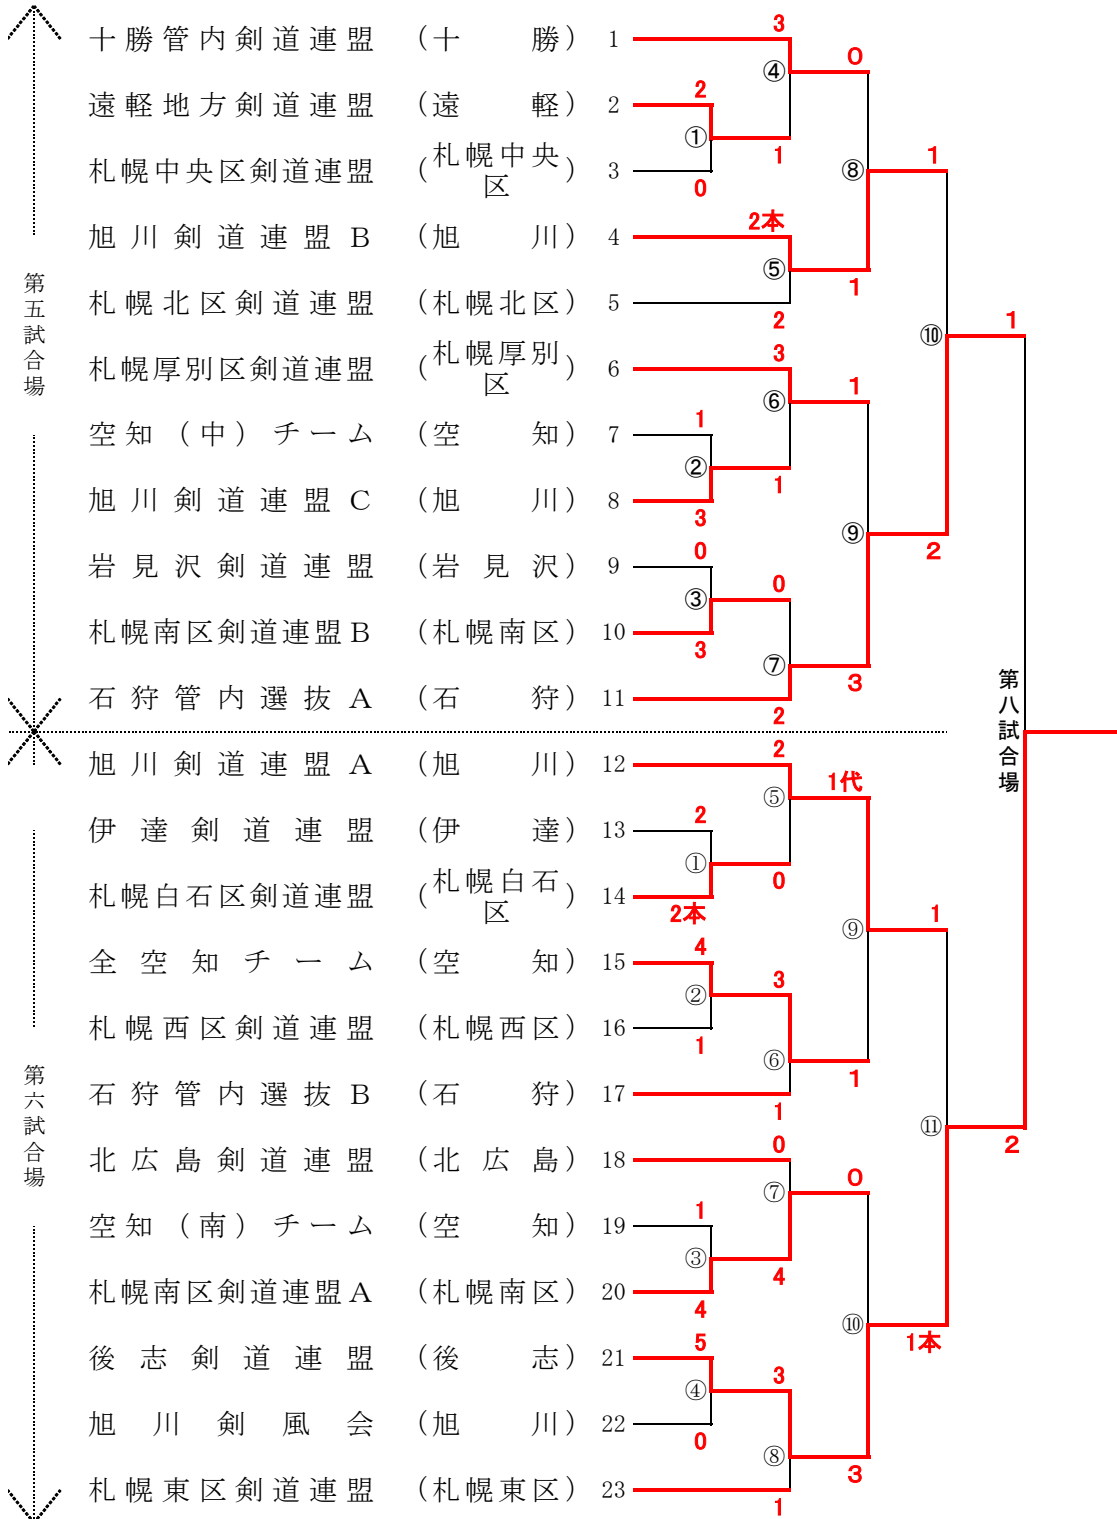 十勝管内剣道連盟 （十勝） 1
遠軽地方剣道連盟 （遠軽） 2
札幌中央区剣道連盟 （札幌中央区） 3
旭川剣道連盟B （旭川） 4
札幌北区剣道連盟 （札幌北区） 5
札幌厚別区剣道連盟 （札幌厚別区） 6
空知（中）チーム （空知） 7
旭川剣道連盟C （旭川） 8
岩見沢剣道連盟 （岩見沢） 9
札幌南区剣道連盟B （札幌南区） 10
石狩管内選抜A （石狩） 11
旭川剣道連盟A （旭川） 12
伊達剣道連盟 （伊達） 13
札幌白石区剣道連盟 （札幌白石区） 14
全空知チーム （空知） 15
札幌西区剣道連盟 （札幌西区） 16
石狩管内選抜B （石狩） 17
北広島剣道連盟 （北広島） 18
空知（南）チーム （空知） 19
札幌南区剣道連盟A （札幌南区） 20
後志剣道連盟 （後志） 21
旭川剣風会 （旭川） 22
札幌東区剣道連盟 （札幌東区） 23
第五試合場
第六試合場
第八試合場
2
①
0
1
②
3
0
③
3
3
④
1
2本
⑤
2
3
⑥
1
0
⑦
2
0
⑧
1
1
⑨
3
1
⑩
2
2
①
2本
4
②
1
1
③
4
5
④
0
2
⑤
0
3
⑥
1
0
⑦
4
3
⑧
1
1代
⑨
1
0
⑩
3
1
⑪
1本
1
2